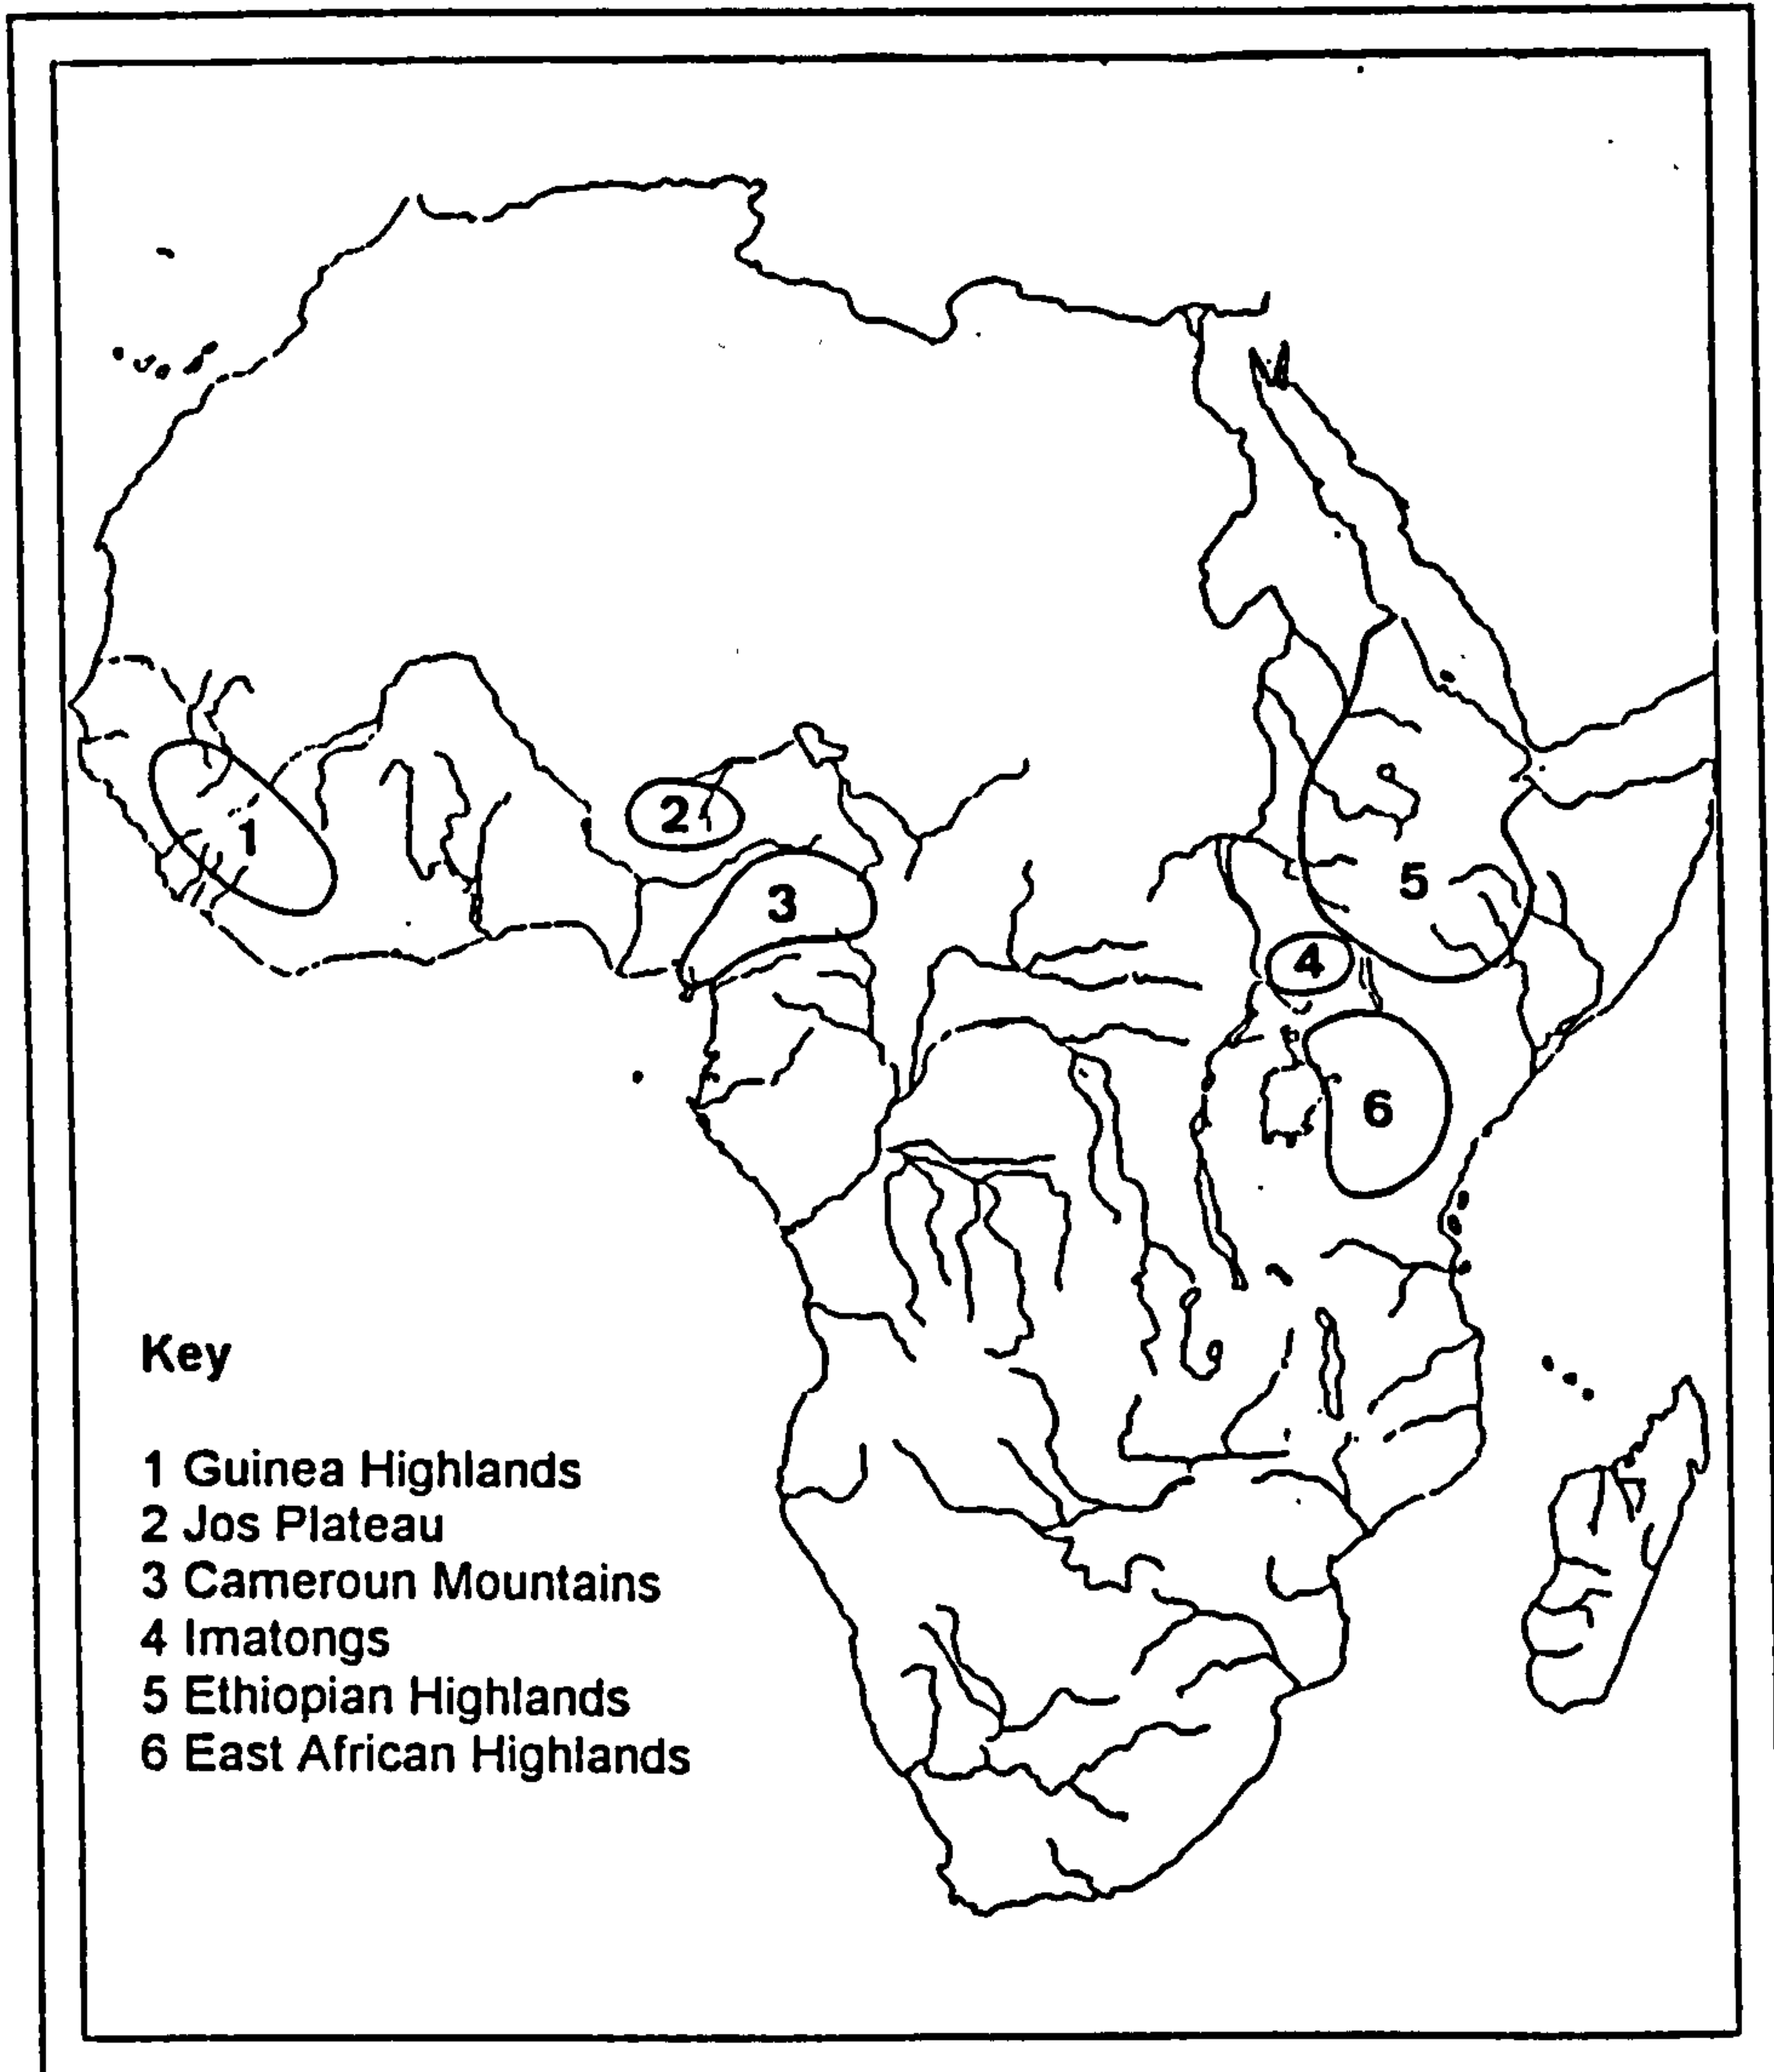 1
2
3
4
5
6
Key
1 Guinea Highlands
2 Jos Plateau
3 Cameroun Mountains
4 Imatongs
5 Ethiopian Highlands
6 East African Highlands